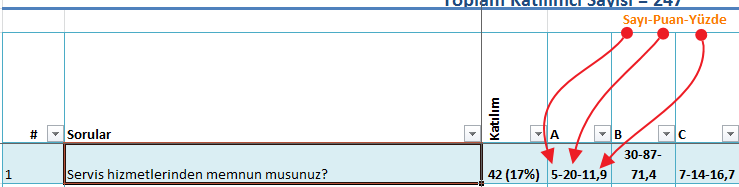 Toplam Katılımcı Sayısı = 247
Sayı-Puan-Yüzde
# Sorular Katılım A B C
1 Servis hizmetlerinden memnun musunuz? 42 (17%) 5-20-11,9 30-87-71,4 7-14-16,7